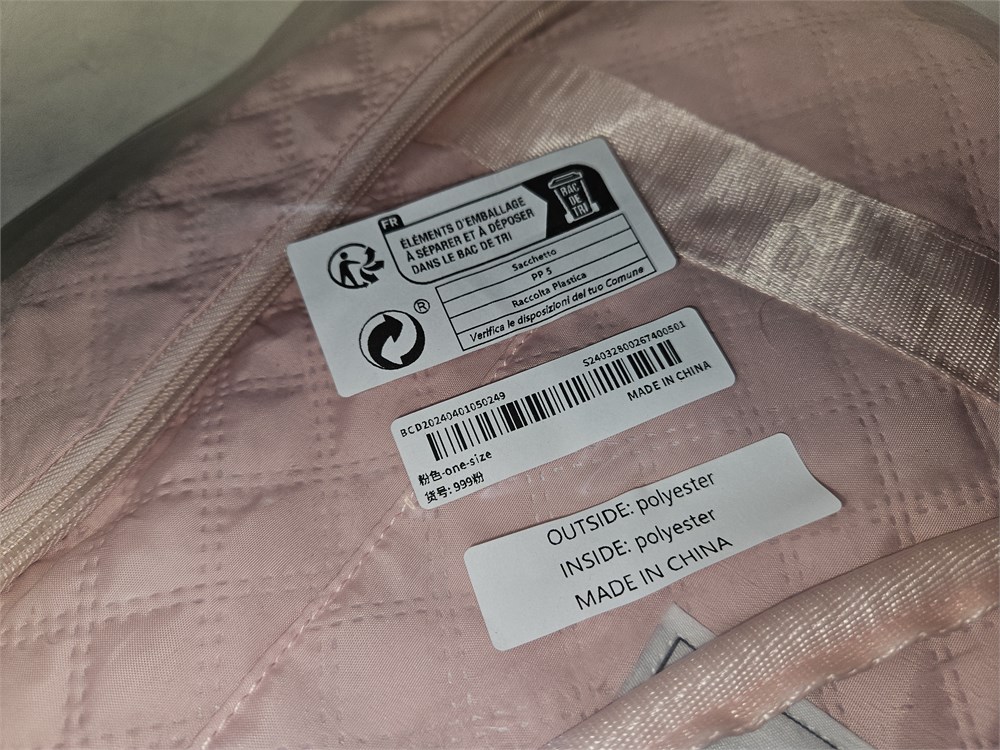 FR
ÉLÉMENTS D'EMBALLAGE
À SÉPARER ET À DÉPOSER
DANS LE BAC DE TRI
BAC
DE
TRI
Sacchetto
PP 5
Raccolta Plastica
Verifica le disposizioni del tuo Comune
®
BCD20240401050249
S24032800267400501
MADE IN CHINA
粉色-one-size
货号: 999粉
OUTSIDE: polyester
INSIDE: polyester
MADE IN CHINA